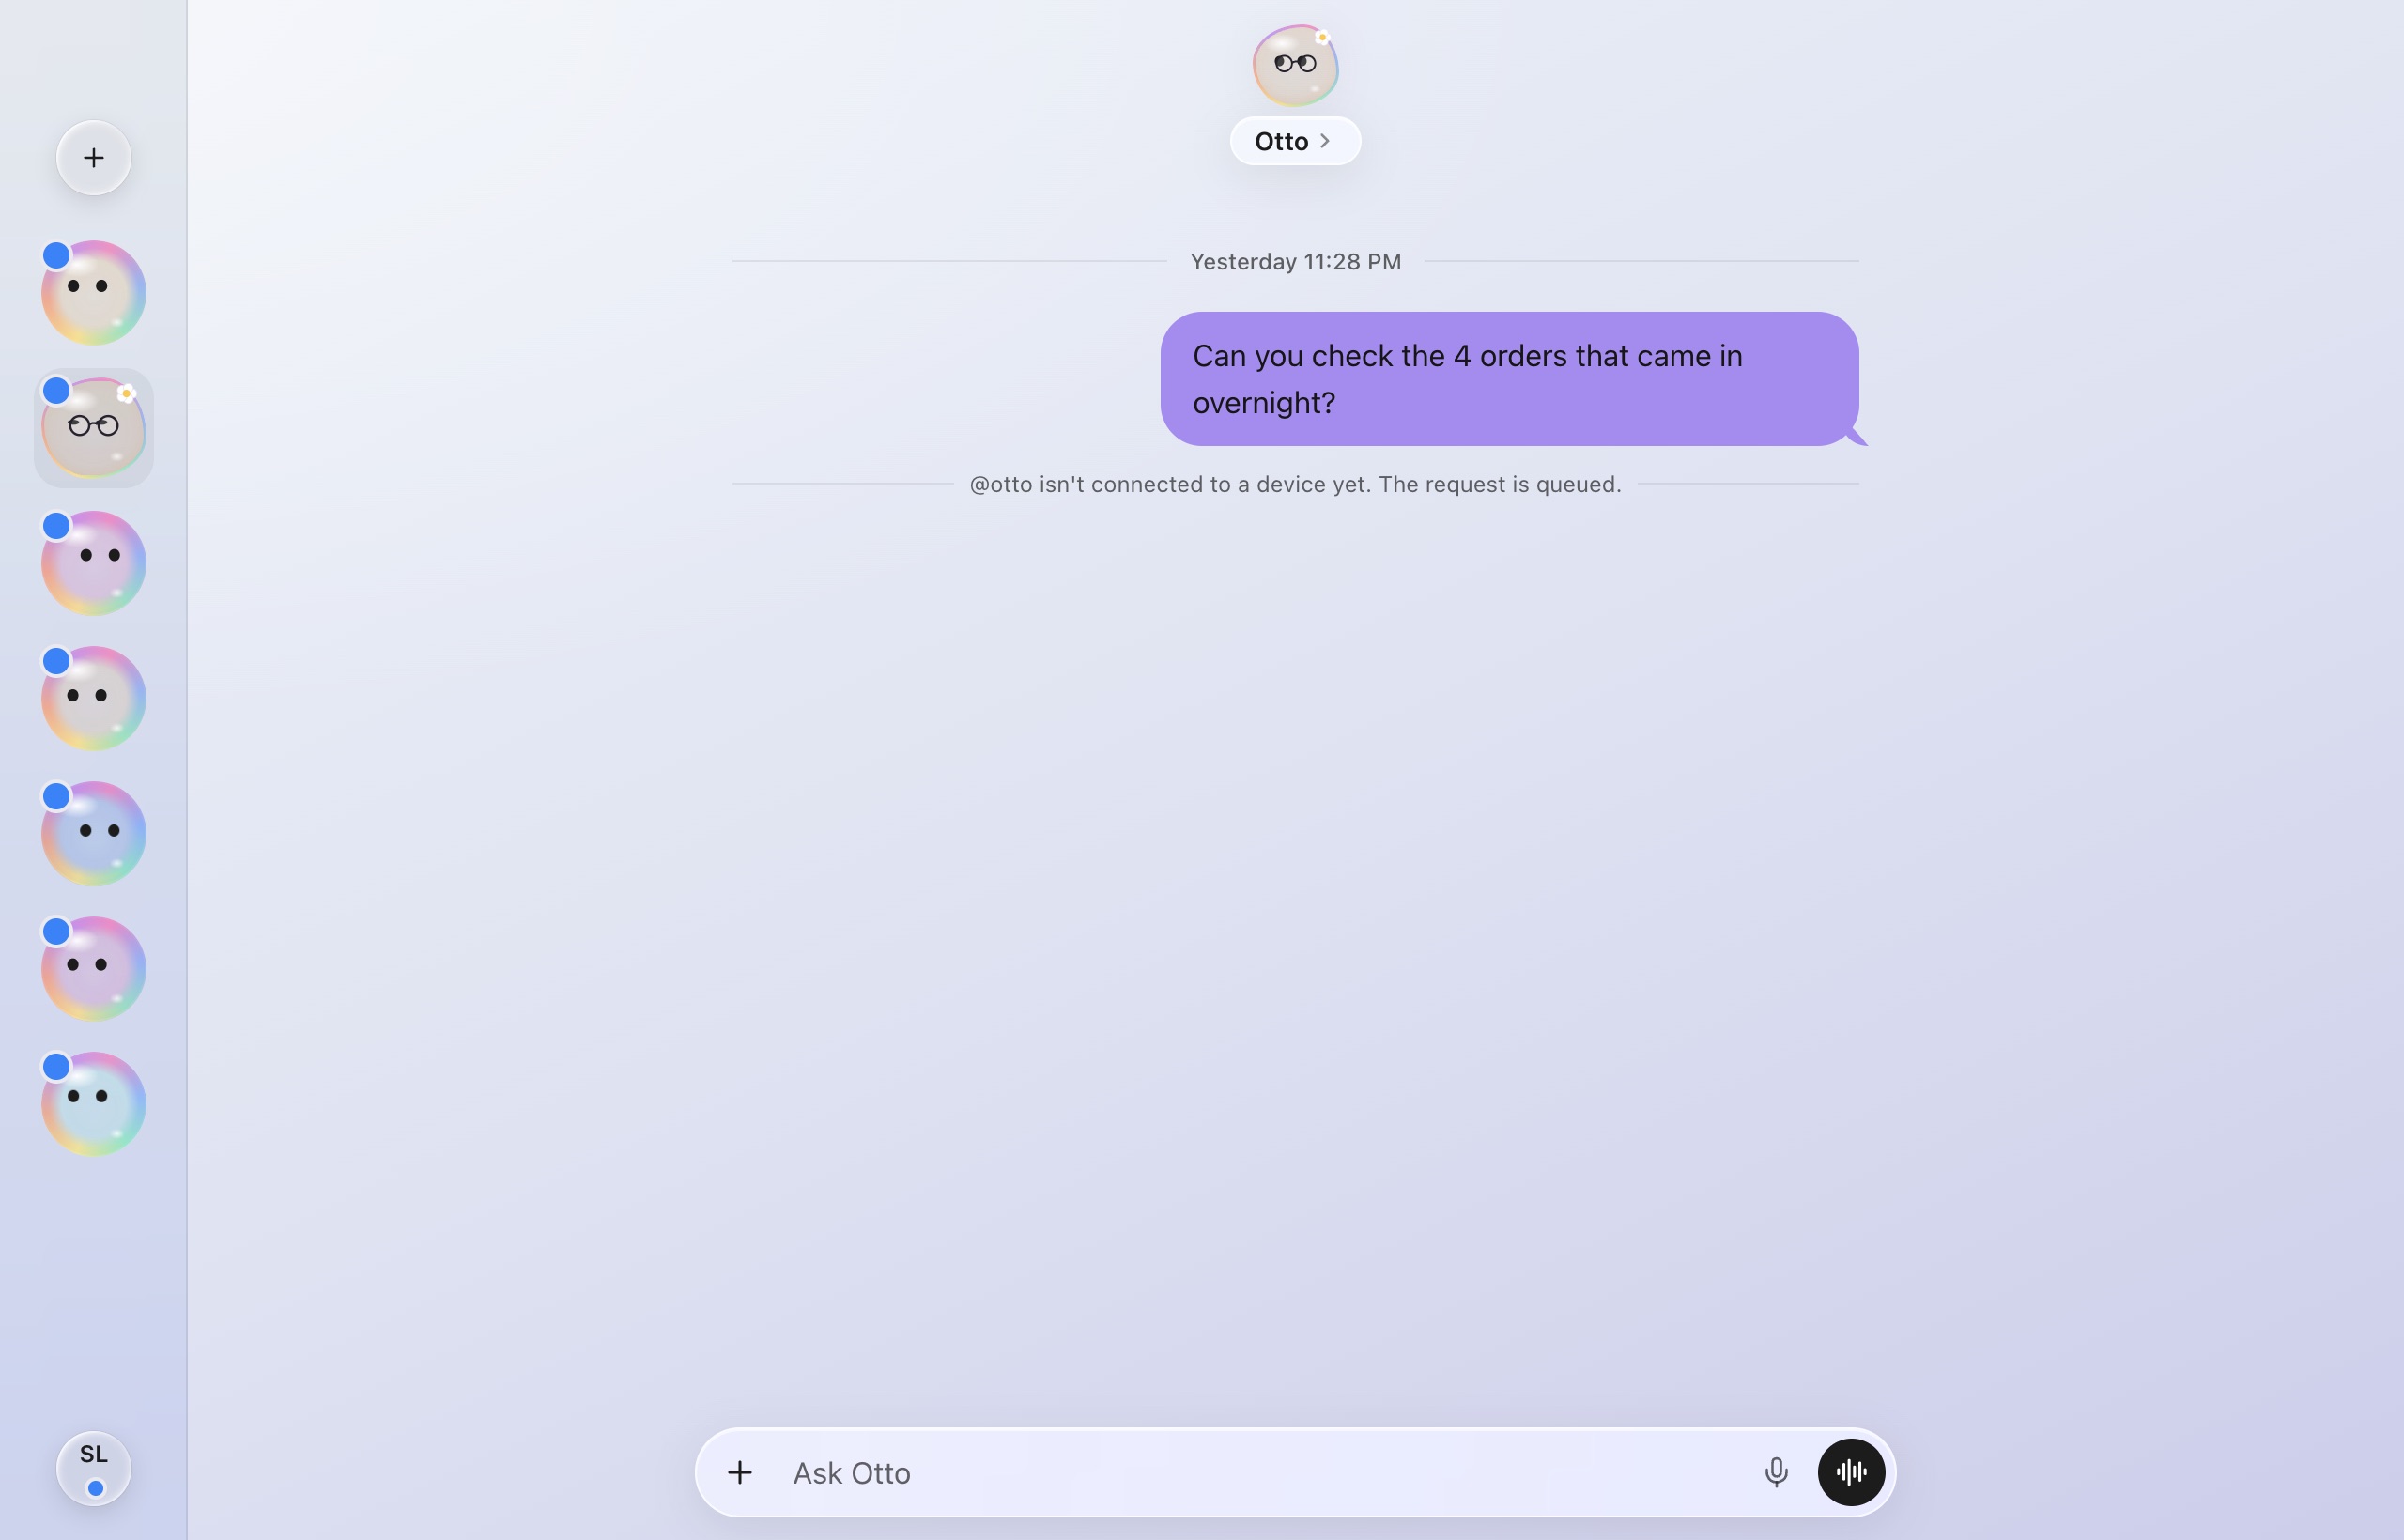 Otto
Yesterday 11:28 PM
Can you check the 4 orders that came in
overnight?
@otto isn't connected to a device yet. The request is queued.
SL
Ask Otto